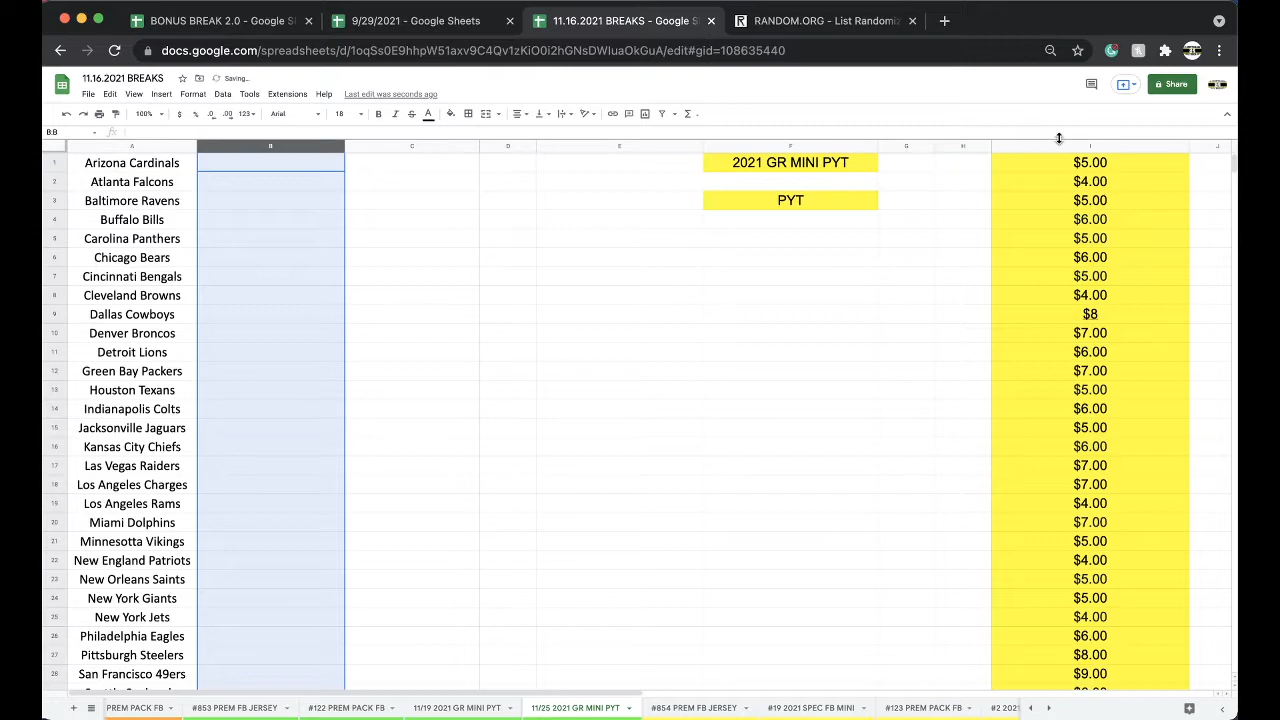 BONUS BREAK 2.0 - Google S
9/29/2021 - Google Sheets
11.16.2021 BREAKS - Google S
RANDOM.ORG - List Randomiz
docs.google.com/spreadsheets/d/1oqSs0E9hhpW51axv9C4Qv1zKiO0i2hGNsDWIuaOkGuA/edit#gid=108635440
11.16.2021 BREAKS
Saving...
File Edit View Insert Format Data Tools Extensions Help Last edit was seconds ago
Share
100% $ % .0 .00 123 Arial 18 B I S A
B:B fx
A B C D E F G H I J
1 Arizona Cardinals 2021 GR MINI PYT $5.00
2 Atlanta Falcons $4.00
3 Baltimore Ravens PYT $5.00
4 Buffalo Bills $6.00
5 Carolina Panthers $5.00
6 Chicago Bears $6.00
7 Cincinnati Bengals $5.00
8 Cleveland Browns $4.00
9 Dallas Cowboys $8
10 Denver Broncos $7.00
11 Detroit Lions $6.00
12 Green Bay Packers $7.00
13 Houston Texans $5.00
14 Indianapolis Colts $6.00
15 Jacksonville Jaguars $5.00
16 Kansas City Chiefs $6.00
17 Las Vegas Raiders $7.00
18 Los Angeles Charges $7.00
19 Los Angeles Rams $4.00
20 Miami Dolphins $7.00
21 Minnesota Vikings $5.00
22 New England Patriots $4.00
23 New Orleans Saints $5.00
24 New York Giants $5.00
25 New York Jets $4.00
26 Philadelphia Eagles $6.00
27 Pittsburgh Steelers $8.00
28 San Francisco 49ers $9.00
PREM PACK FB #853 PREM FB JERSEY #122 PREM PACK FB 11/19 2021 GR MINI PYT 11/25 2021 GR MINI PYT #854 PREM FB JERSEY #19 2021 SPEC FB MINI #123 PREM PACK FB #2 2021